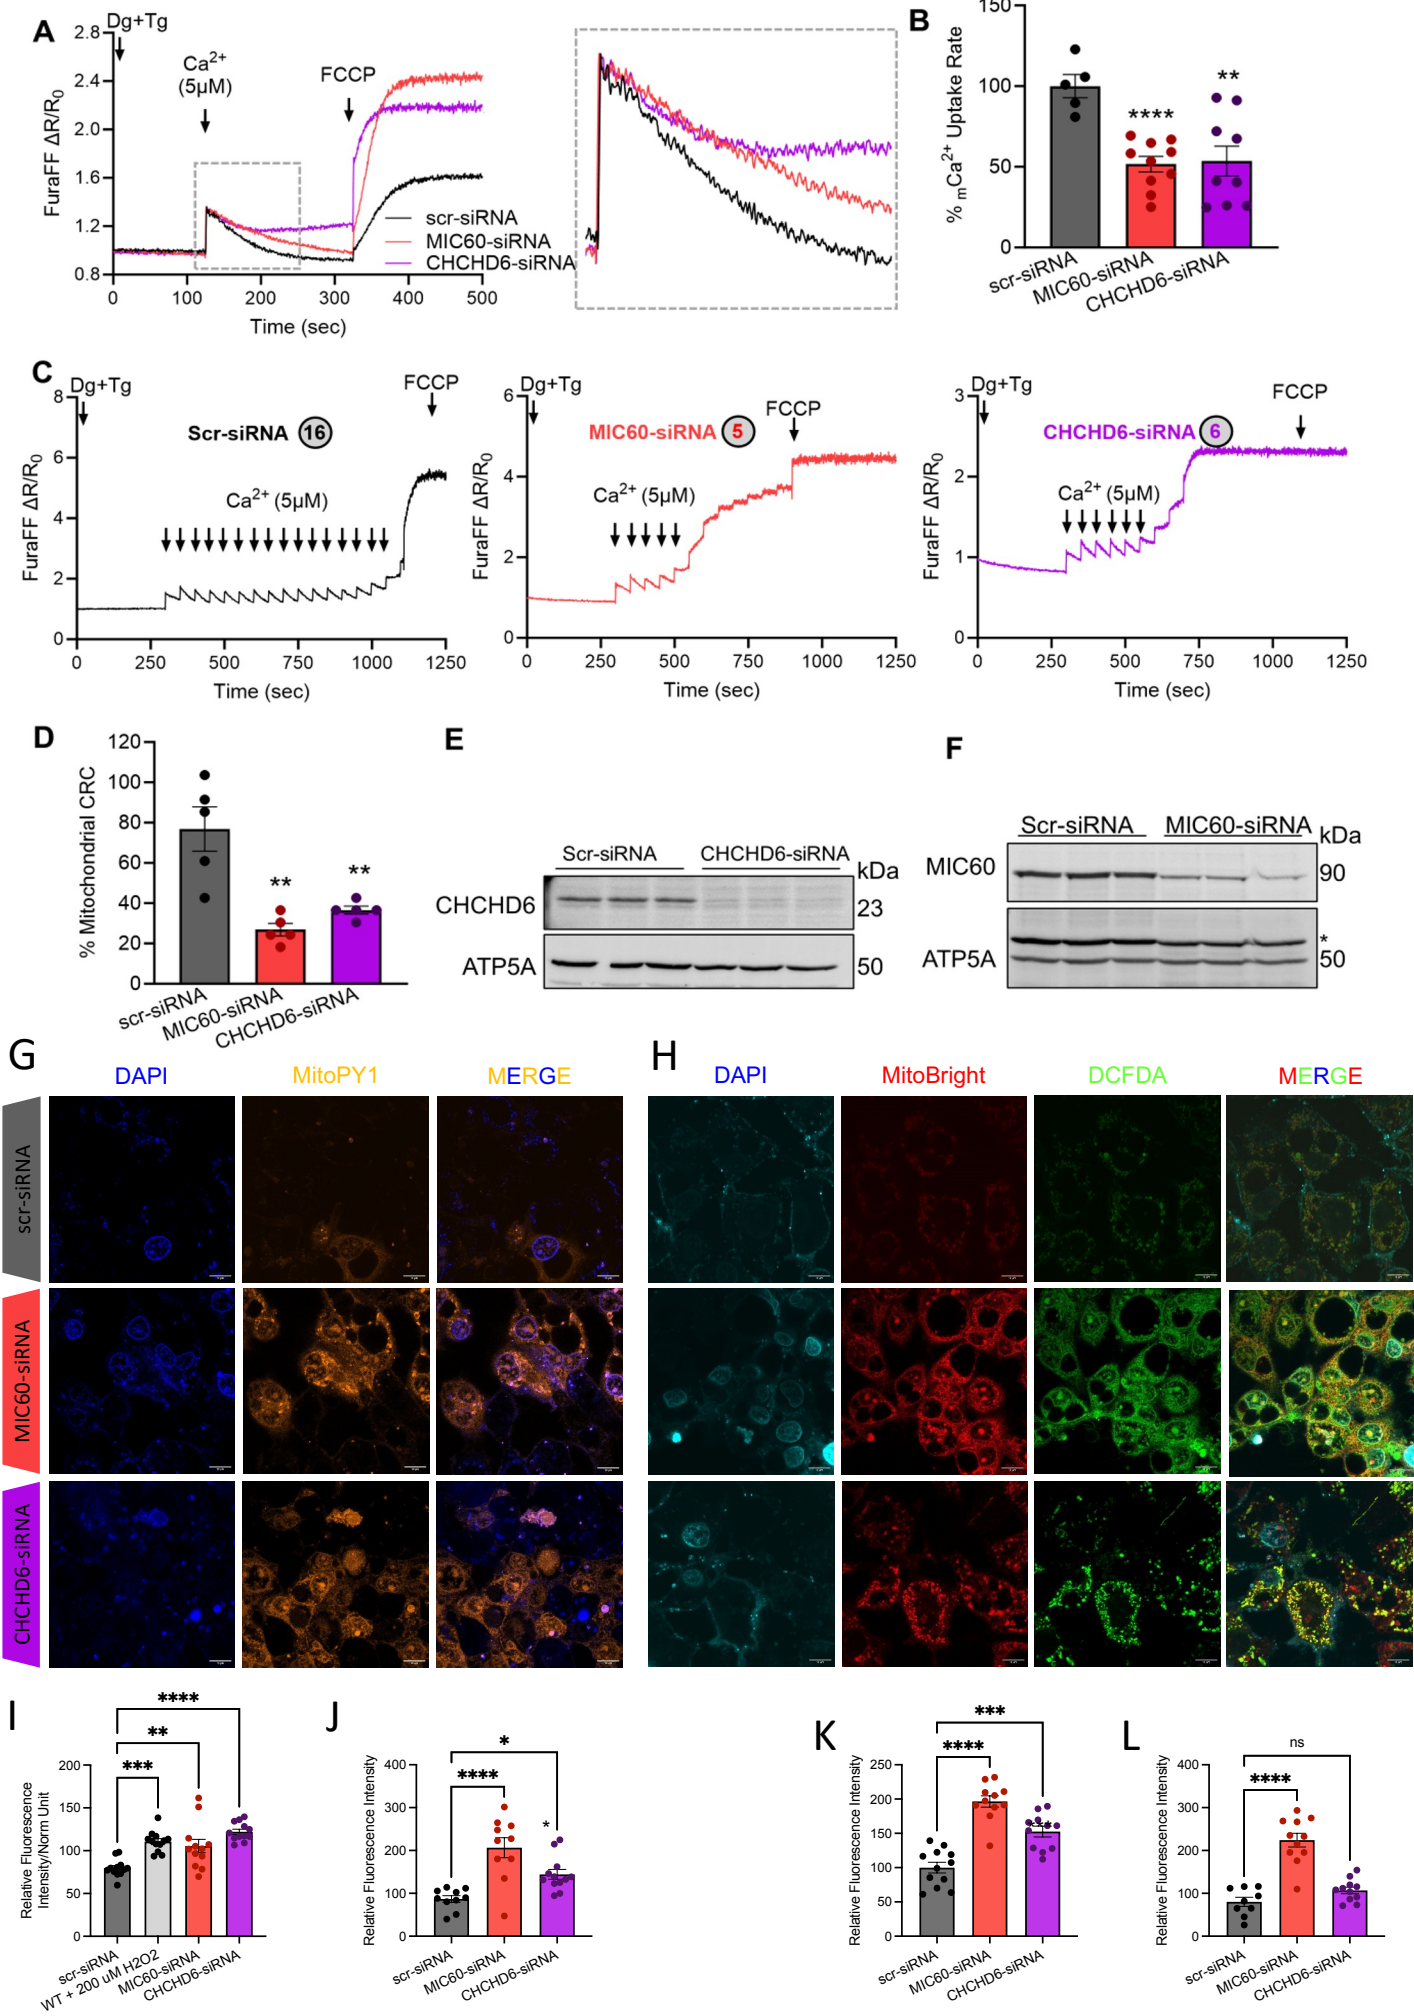 A
Dg+Tg
Ca²⁺
(5µM)
FCCP
FuraFF ΔR/R₀
2.8
2.4
2.0
1.6
1.2
0.8
0
100
200
300
400
500
Time (sec)
scr-siRNA
MIC60-siRNA
CHCHD6-siRNA
B
% mCa²⁺ Uptake Rate
150
100
50
0
****
**
scr-siRNA
MIC60-siRNA
CHCHD6-siRNA
C
Dg+Tg
FCCP
Scr-siRNA 16
Ca²⁺ (5µM)
FuraFF ΔR/R₀
8
6
4
2
0
0
250
500
750
1000
1250
Time (sec)
Dg+Tg
FCCP
MIC60-siRNA 5
Ca²⁺ (5µM)
FuraFF ΔR/R₀
6
4
2
0
0
250
500
750
1000
1250
Time (sec)
Dg+Tg
FCCP
CHCHD6-siRNA 6
Ca²⁺ (5µM)
FuraFF ΔR/R₀
3
2
1
0
0
250
500
750
1000
1250
Time (sec)
D
% Mitochondrial CRC
120
100
80
60
40
20
0
**
**
scr-siRNA
MIC60-siRNA
CHCHD6-siRNA
E
Scr-siRNA
CHCHD6-siRNA
kDa
CHCHD6
23
ATP5A
50
F
Scr-siRNA
MIC60-siRNA
kDa
MIC60
90
*
ATP5A
50
G
DAPI
MitoPY1
MERGE
scr-siRNA
MIC60-siRNA
CHCHD6-siRNA
H
DAPI
MitoBright
DCFDA
MERGE
I
****
**
***
Relative Fluorescence
Intensity/Norm Unit
200
150
100
50
0
scr-siRNA
WT + 200 uM H2O2
MIC60-siRNA
CHCHD6-siRNA
J
*
****
*
Relative Fluorescence Intensity
400
300
200
100
0
scr-siRNA
MIC60-siRNA
CHCHD6-siRNA
K
***
****
Relative Fluorescence Intensity
250
200
150
100
50
0
scr-siRNA
MIC60-siRNA
CHCHD6-siRNA
L
ns
****
Relative Fluorescence Intensity
400
300
200
100
0
scr-siRNA
MIC60-siRNA
CHCHD6-siRNA